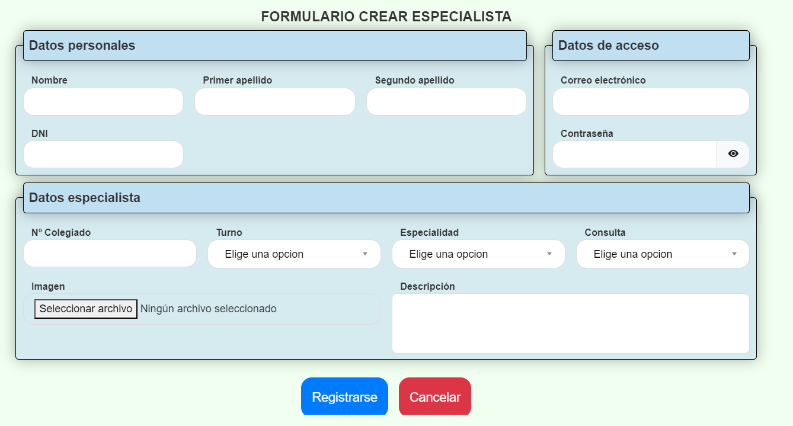 FORMULARIO CREAR ESPECIALISTA
Datos personales
Datos de acceso
Nombre
Primer apellido
Segundo apellido
Correo electrónico
DNI
Contraseña
Datos especialista
Nº Colegiado
Turno
Especialidad
Consulta
Elige una opcion
Elige una opcion
Elige una opcion
Imagen
Descripción
Seleccionar archivo Ningún archivo seleccionado
Registrarse
Cancelar